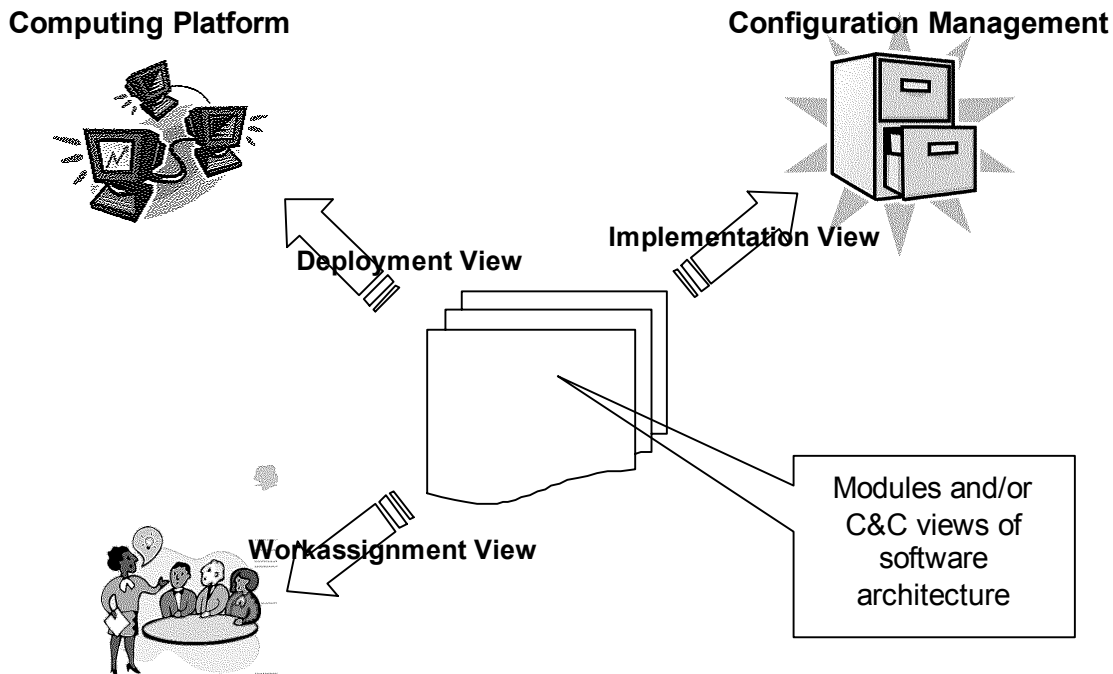 Computing Platform
Configuration Management
Implementation View
Deployment View
Workassignment View
Modules and/or
C&C views of
software
architecture